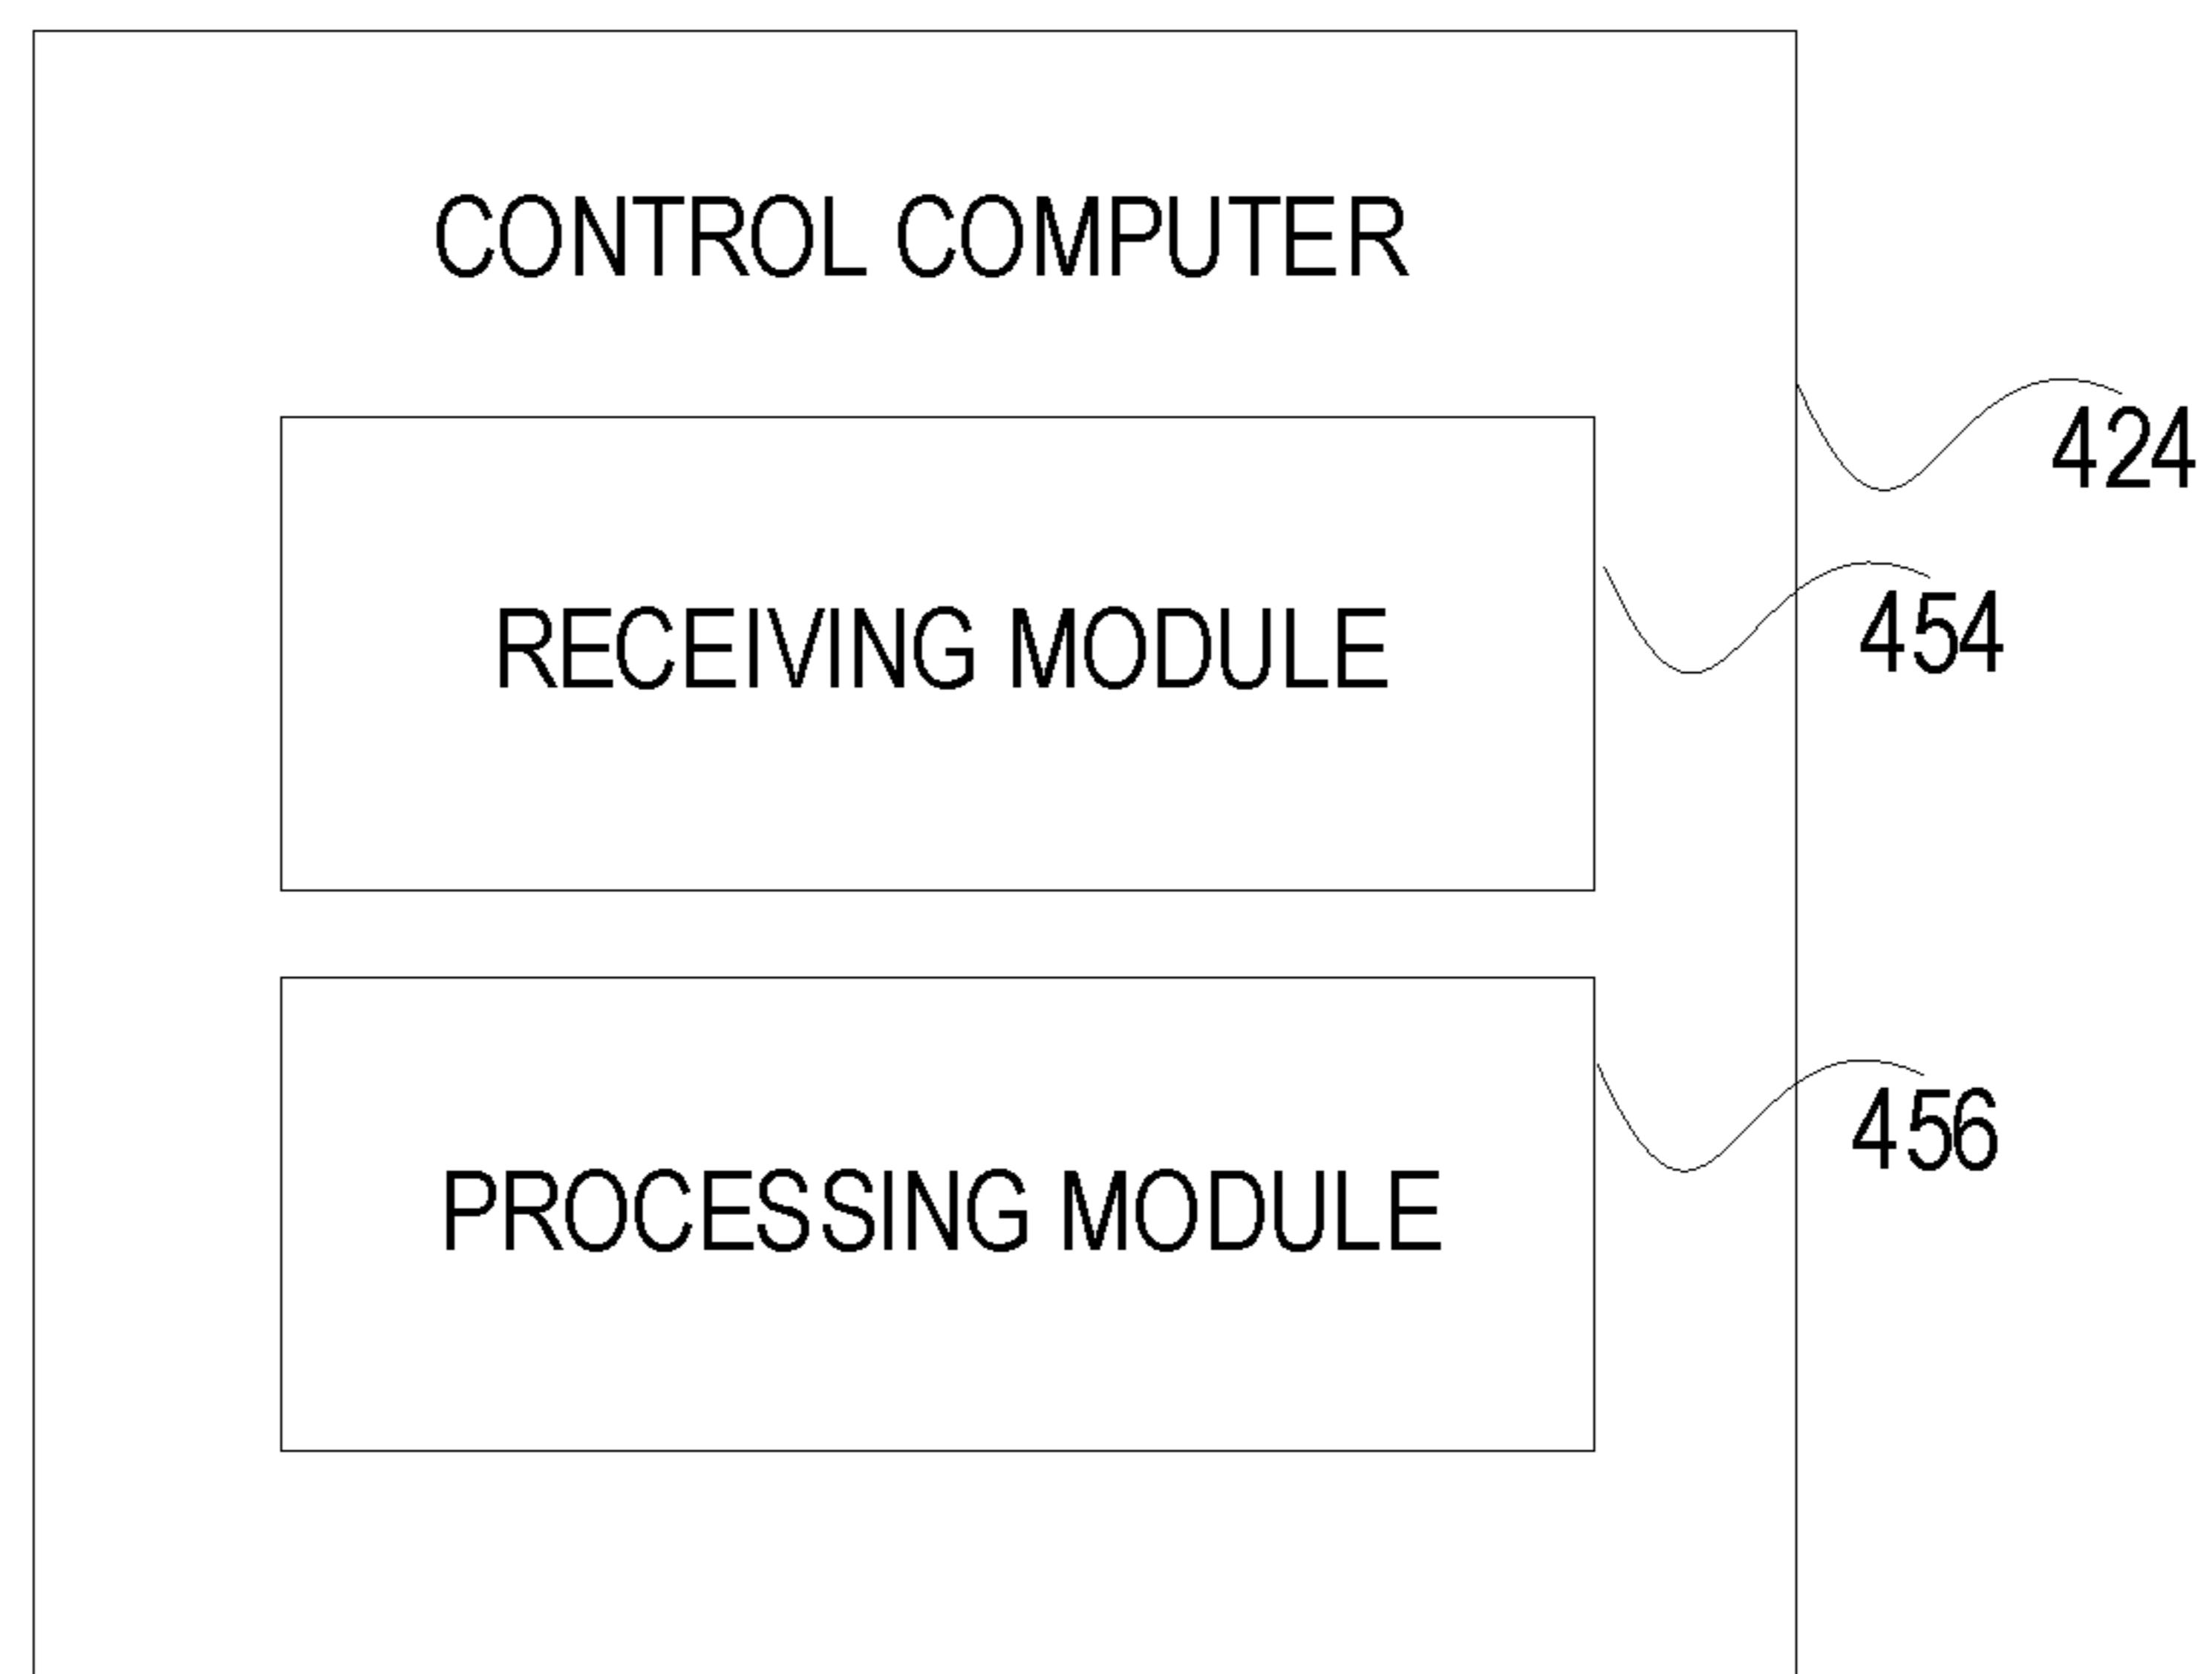 CONTROL COMPUTER
424
RECEIVING MODULE
454
PROCESSING MODULE
456